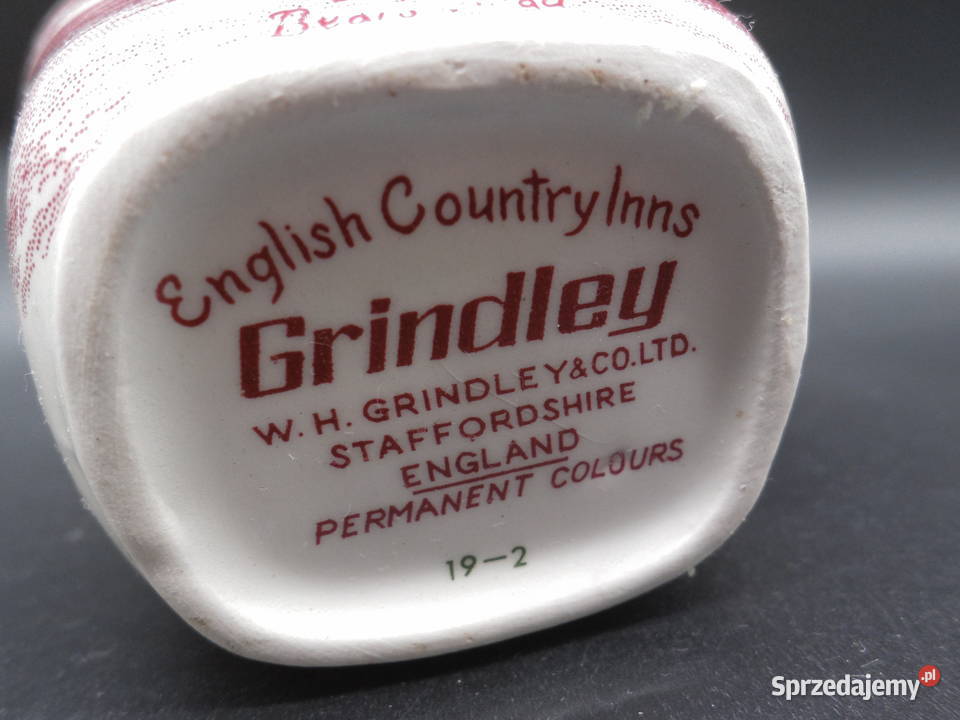 English Country Inns
Grindley
W. H. GRINDLEY & CO. LTD.
STAFFORDSHIRE
ENGLAND
PERMANENT COLOURS
19-2
Sprzedajemy.pl